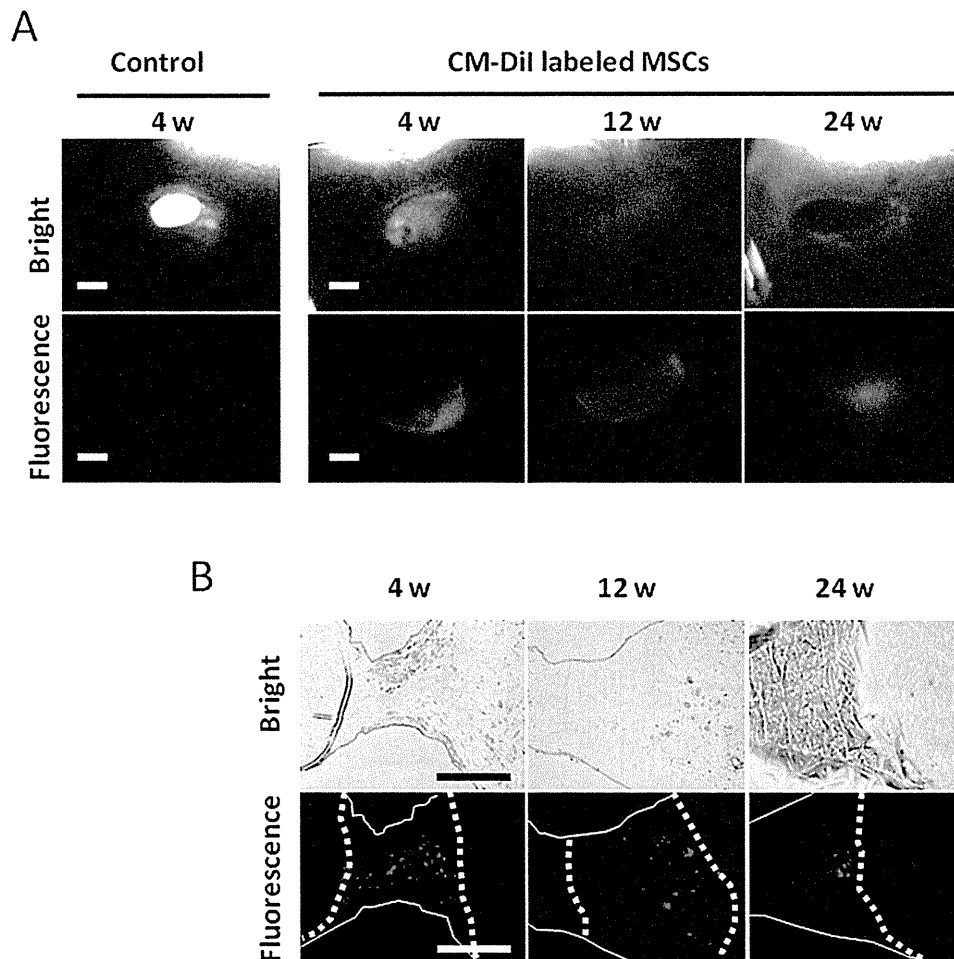 A
Control
CM-DiI labeled MSCs
4 w
4 w
12 w
24 w
Bright
Fluorescence
B
4 w
12 w
24 w
Bright
Fluorescence